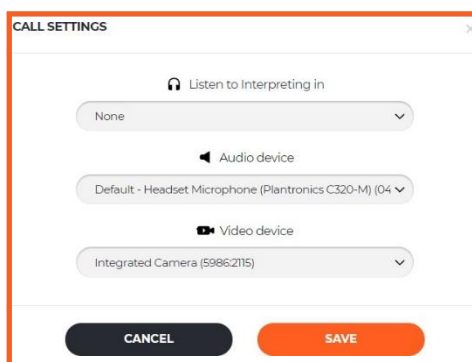 CALL SETTINGS
Listen to Interpreting in
None
Audio device
Default - Headset Microphone (Plantronics C320-M) (04
Video device
Integrated Camera (5986:2115)
CANCEL
SAVE